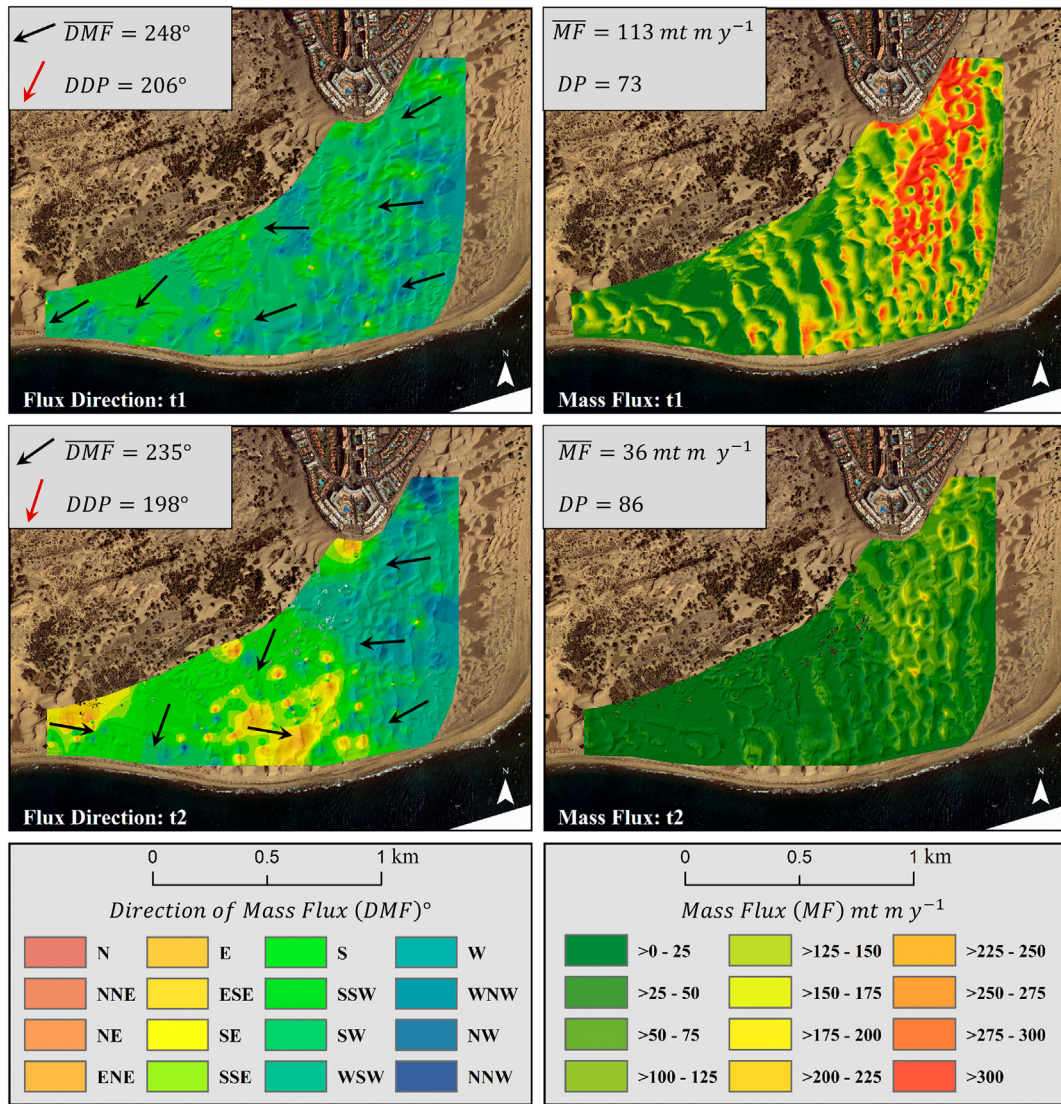 DMF = 248°
DDP = 206°
N
Flux Direction: t1
MF = 113 mt m y⁻¹
DP = 73
N
Mass Flux: t1
DMF = 235°
DDP = 198°
N
Flux Direction: t2
MF = 36 mt m y⁻¹
DP = 86
N
Mass Flux: t2
0 0.5 1 km
Direction of Mass Flux (DMF)°
N E S W
NNE ESE SSW WNW
NE SE SW NW
ENE SSE WSW NNW
0 0.5 1 km
Mass Flux (MF) mt m y⁻¹
>0 - 25 >125 - 150 >225 - 250
>25 - 50 >150 - 175 >250 - 275
>50 - 75 >175 - 200 >275 - 300
>100 - 125 >200 - 225 >300